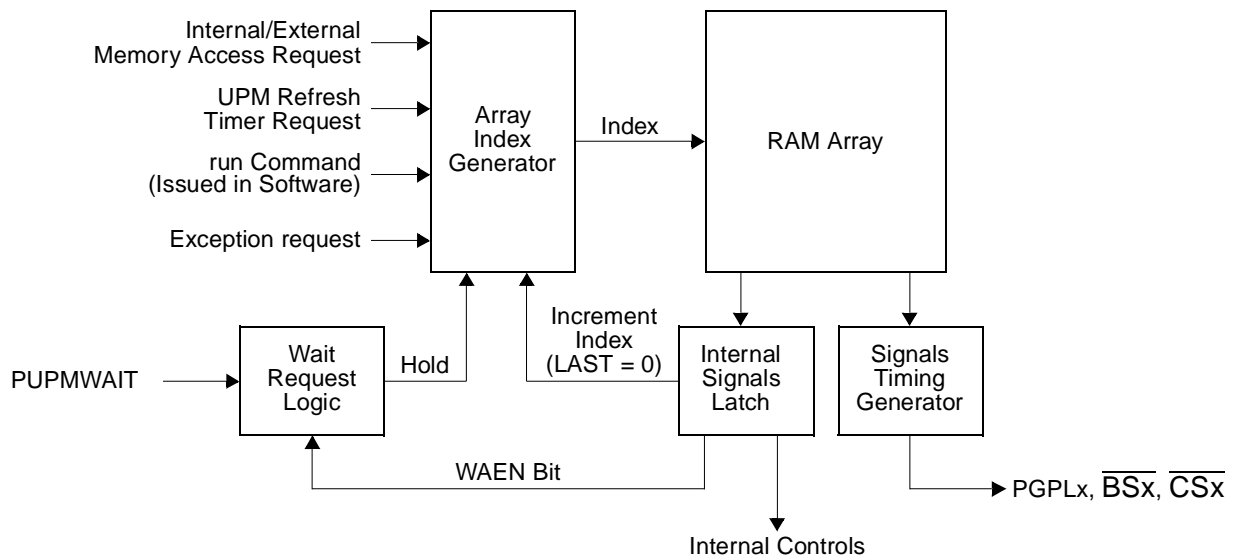 Internal/External
Memory Access Request
UPM Refresh
Timer Request
run Command
(Issued in Software)
Exception request
Array
Index
Generator
Index
RAM Array
Increment
Index
(LAST = 0)
PUPMWAIT
Wait
Request
Logic
Hold
Internal
Signals
Latch
Signals
Timing
Generator
WAEN Bit
PGPLx, B̅S̅x̅, C̅S̅x̅
Internal Controls